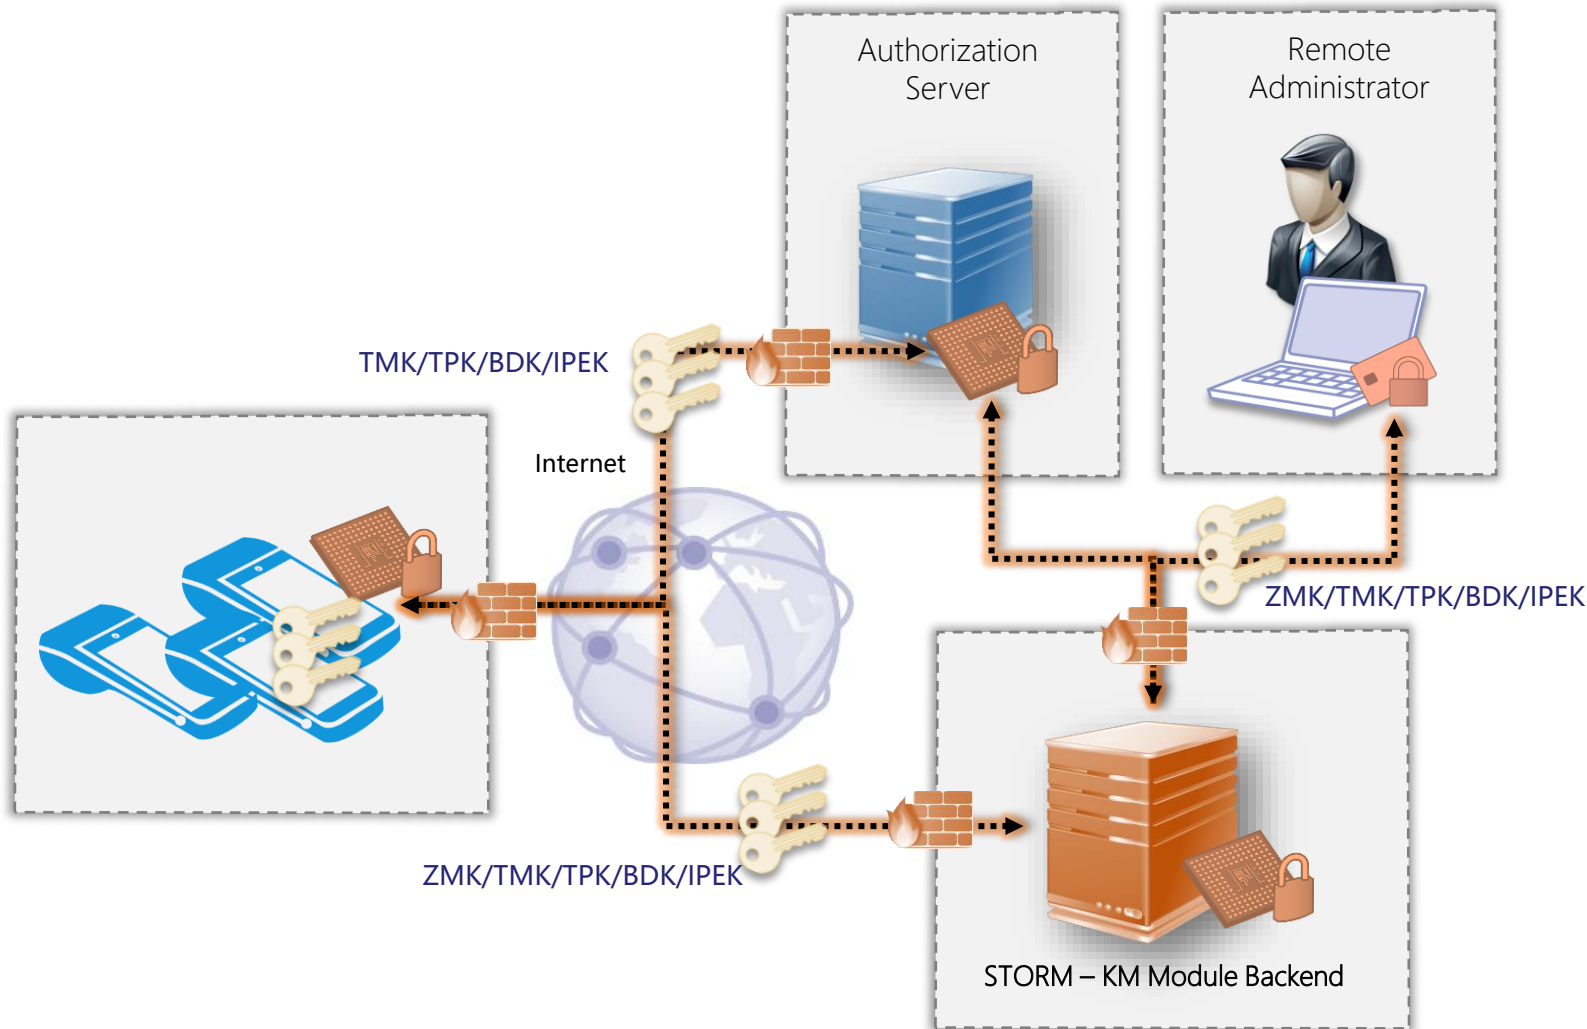 Authorization
Server
Remote
Administrator
TMK/TPK/BDK/IPEK
Internet
ZMK/TMK/TPK/BDK/IPEK
ZMK/TMK/TPK/BDK/IPEK
STORM – KM Module Backend